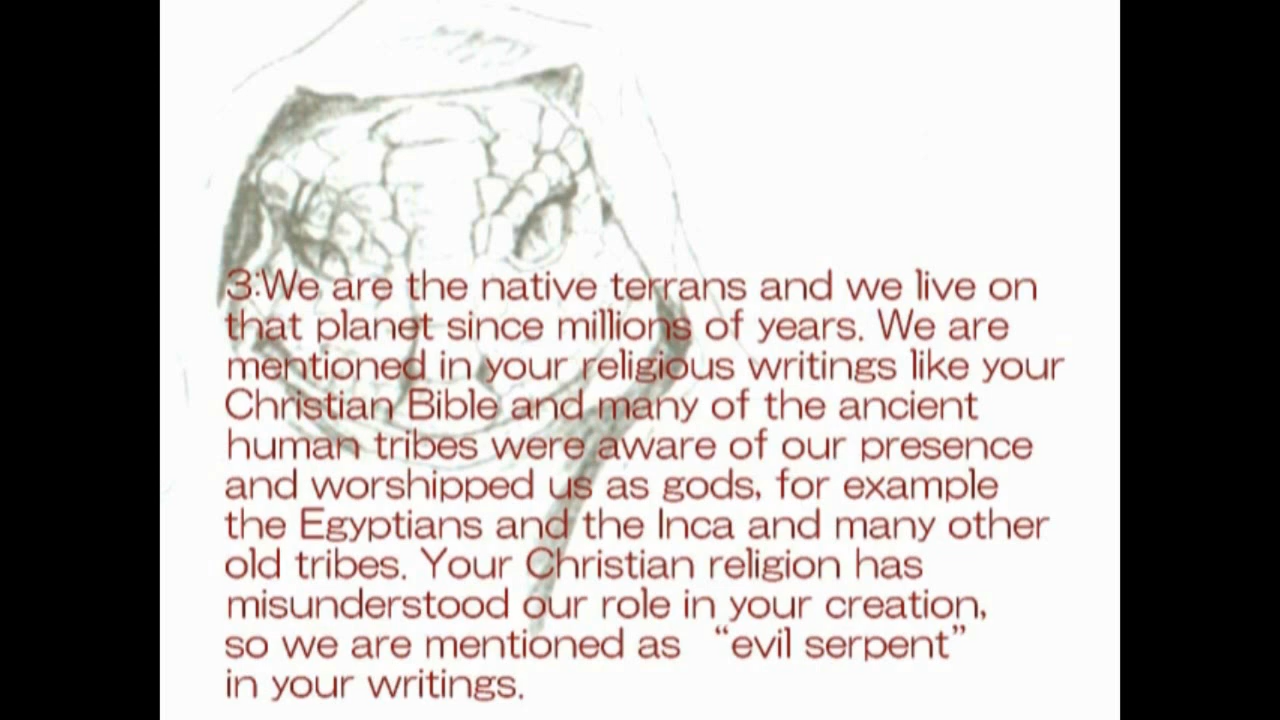 3:We are the native terrans and we live on
that planet since millions of years. We are
mentioned in your religious writings like your
Christian Bible and many of the ancient
human tribes were aware of our presence
and worshipped us as gods, for example
the Egyptians and the Inca and many other
old tribes. Your Christian religion has
misunderstood our role in your creation,
so we are mentioned as “evil serpent”
in your writings.